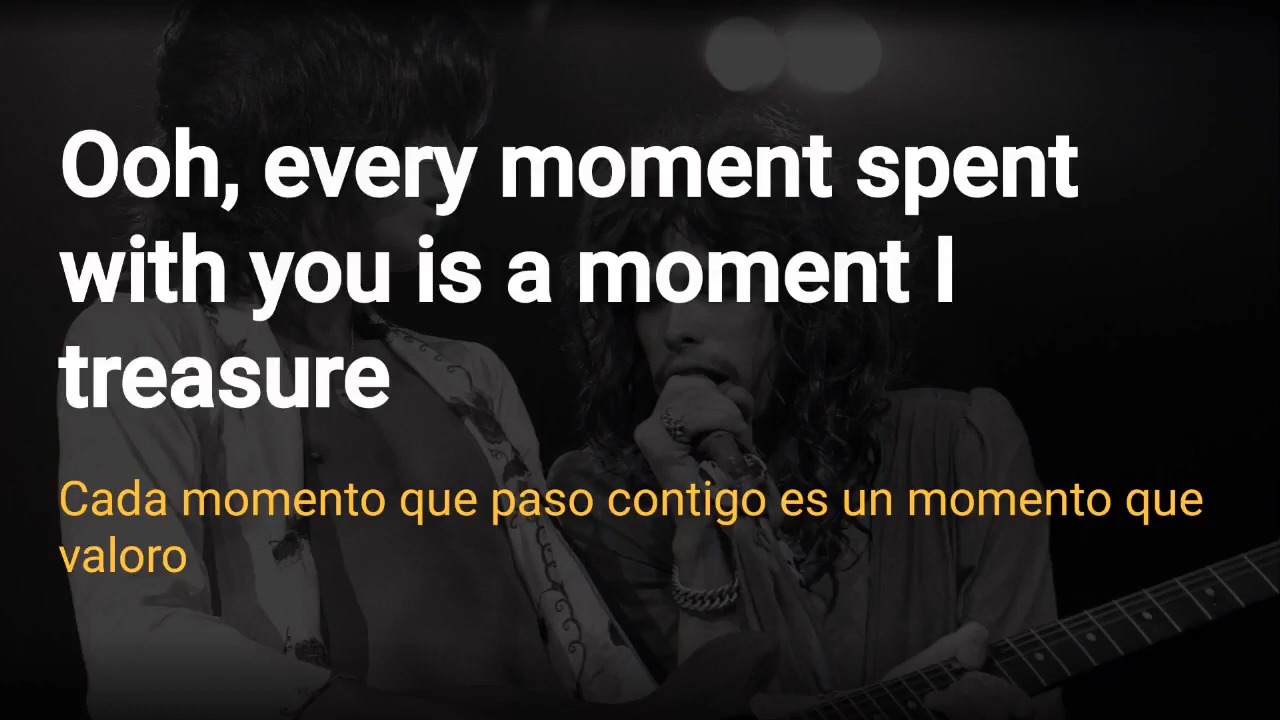 Ooh, every moment spent
with you is a moment I
treasure
Cada momento que paso contigo es un momento que
valoro